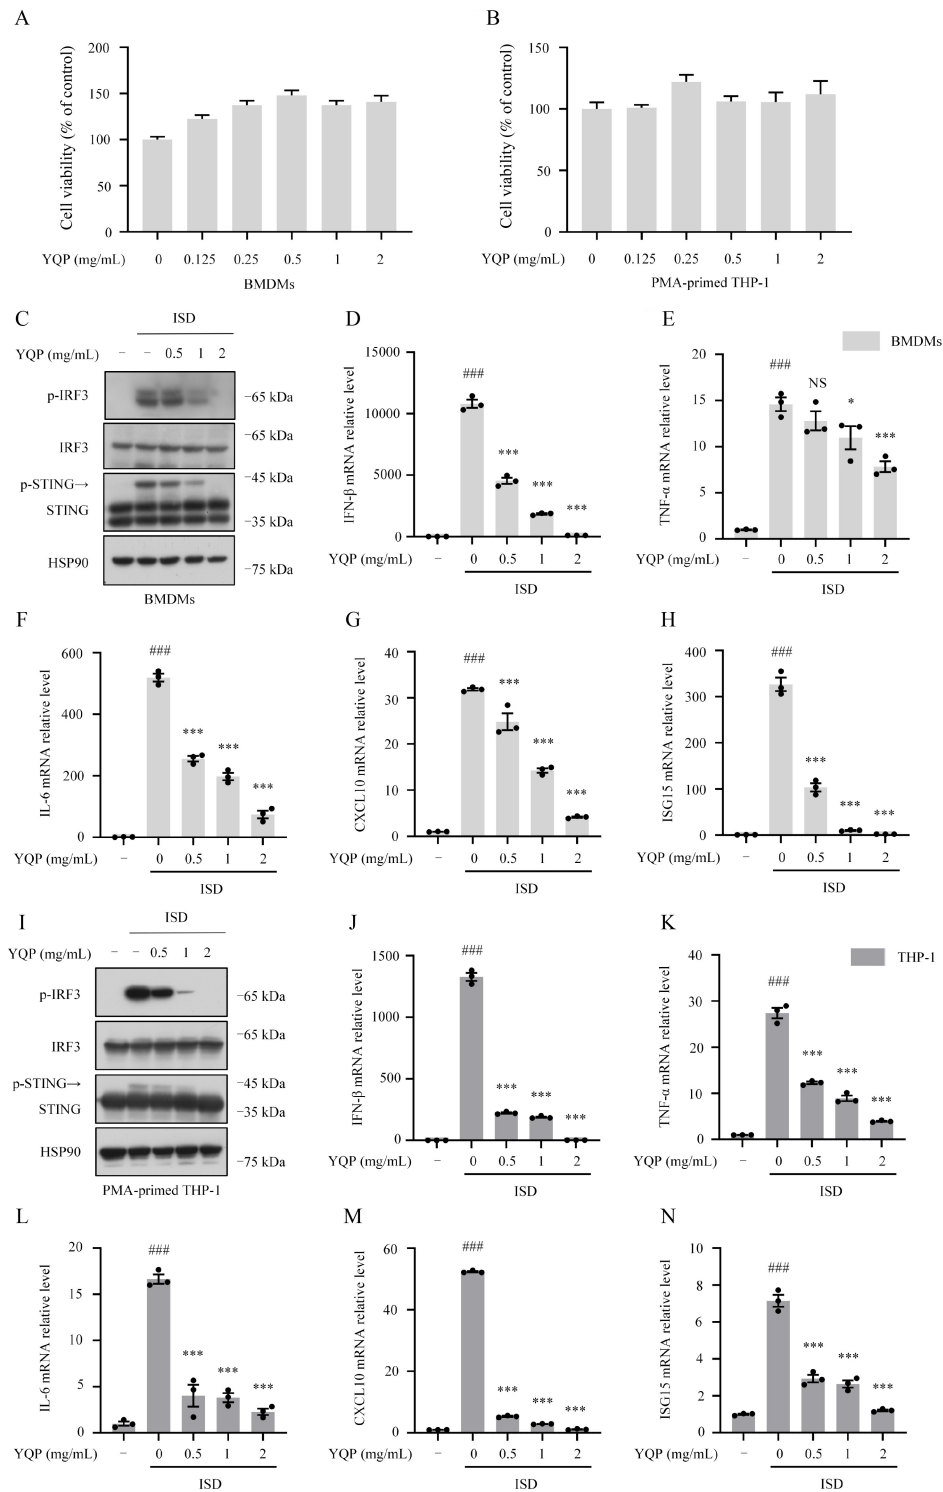 A
200
150
100
50
0
Cell viability (% of control)
YQP (mg/mL) 0 0.125 0.25 0.5 1 2
BMDMs
B
150
100
50
0
Cell viability (% of control)
YQP (mg/mL) 0 0.125 0.25 0.5 1 2
PMA-primed THP-1
C
ISD
YQP (mg/mL) − − 0.5 1 2
p-IRF3 −65 kDa
IRF3 −65 kDa
p-STING→ −45 kDa
STING −35 kDa
HSP90 −75 kDa
BMDMs
D
15000
10000
5000
0
IFN-β mRNA relative level
###
***
***
***
YQP (mg/mL) − 0 0.5 1 2
ISD
E
BMDMs
20
15
10
5
0
TNF-α mRNA relative level
###
NS
*
***
YQP (mg/mL) − 0 0.5 1 2
ISD
F
600
400
200
0
IL-6 mRNA relative level
###
***
***
***
YQP (mg/mL) − 0 0.5 1 2
ISD
G
40
30
20
10
0
CXCL10 mRNA relative level
###
***
***
***
YQP (mg/mL) − 0 0.5 1 2
ISD
H
400
300
200
100
0
ISG15 mRNA relative level
###
***
***
***
YQP (mg/mL) − 0 0.5 1 2
ISD
I
ISD
YQP (mg/mL) − − 0.5 1 2
p-IRF3 −65 kDa
IRF3 −65 kDa
p-STING→ −45 kDa
STING −35 kDa
HSP90 −75 kDa
PMA-primed THP-1
J
1500
1000
500
0
IFN-β mRNA relative level
###
***
***
***
YQP (mg/mL) − 0 0.5 1 2
ISD
K
THP-1
40
30
20
10
0
TNF-α mRNA relative level
###
***
***
***
YQP (mg/mL) − 0 0.5 1 2
ISD
L
20
15
10
5
0
IL-6 mRNA relative level
###
***
***
***
YQP (mg/mL) − 0 0.5 1 2
ISD
M
60
40
20
0
CXCL10 mRNA relative level
###
***
***
***
YQP (mg/mL) − 0 0.5 1 2
ISD
N
10
8
6
4
2
0
ISG15 mRNA relative level
###
***
***
***
YQP (mg/mL) − 0 0.5 1 2
ISD